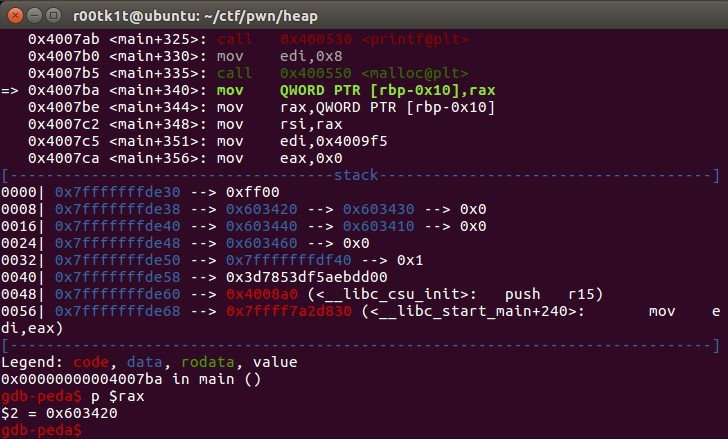 r00tk1t@ubuntu: ~/ctf/pwn/heap
0x4007ab <main+325>: call 0x400530 <printf@plt>
0x4007b0 <main+330>: mov edi,0x8
0x4007b5 <main+335>: call 0x400550 <malloc@plt>
=> 0x4007ba <main+340>: mov QWORD PTR [rbp-0x10],rax
0x4007be <main+344>: mov rax,QWORD PTR [rbp-0x10]
0x4007c2 <main+348>: mov rsi,rax
0x4007c5 <main+351>: mov edi,0x4009f5
0x4007ca <main+356>: mov eax,0x0
[------------------------------------stack-------------------------------------]
0000| 0x7fffffffde30 --> 0xff00
0008| 0x7fffffffde38 --> 0x603420 --> 0x603430 --> 0x0
0016| 0x7fffffffde40 --> 0x603440 --> 0x603410 --> 0x0
0024| 0x7fffffffde48 --> 0x603460 --> 0x0
0032| 0x7fffffffde50 --> 0x7fffffffdf40 --> 0x1
0040| 0x7fffffffde58 --> 0x3d7853df5aebdd00
0048| 0x7fffffffde60 --> 0x4008a0 (<__libc_csu_init>: push r15)
0056| 0x7fffffffde68 --> 0x7ffff7a2d830 (<__libc_start_main+240>: mov e
di,eax)
[------------------------------------------------------------------------------]
Legend: code, data, rodata, value
0x00000000004007ba in main ()
gdb-peda$ p $rax
$2 = 0x603420
gdb-peda$